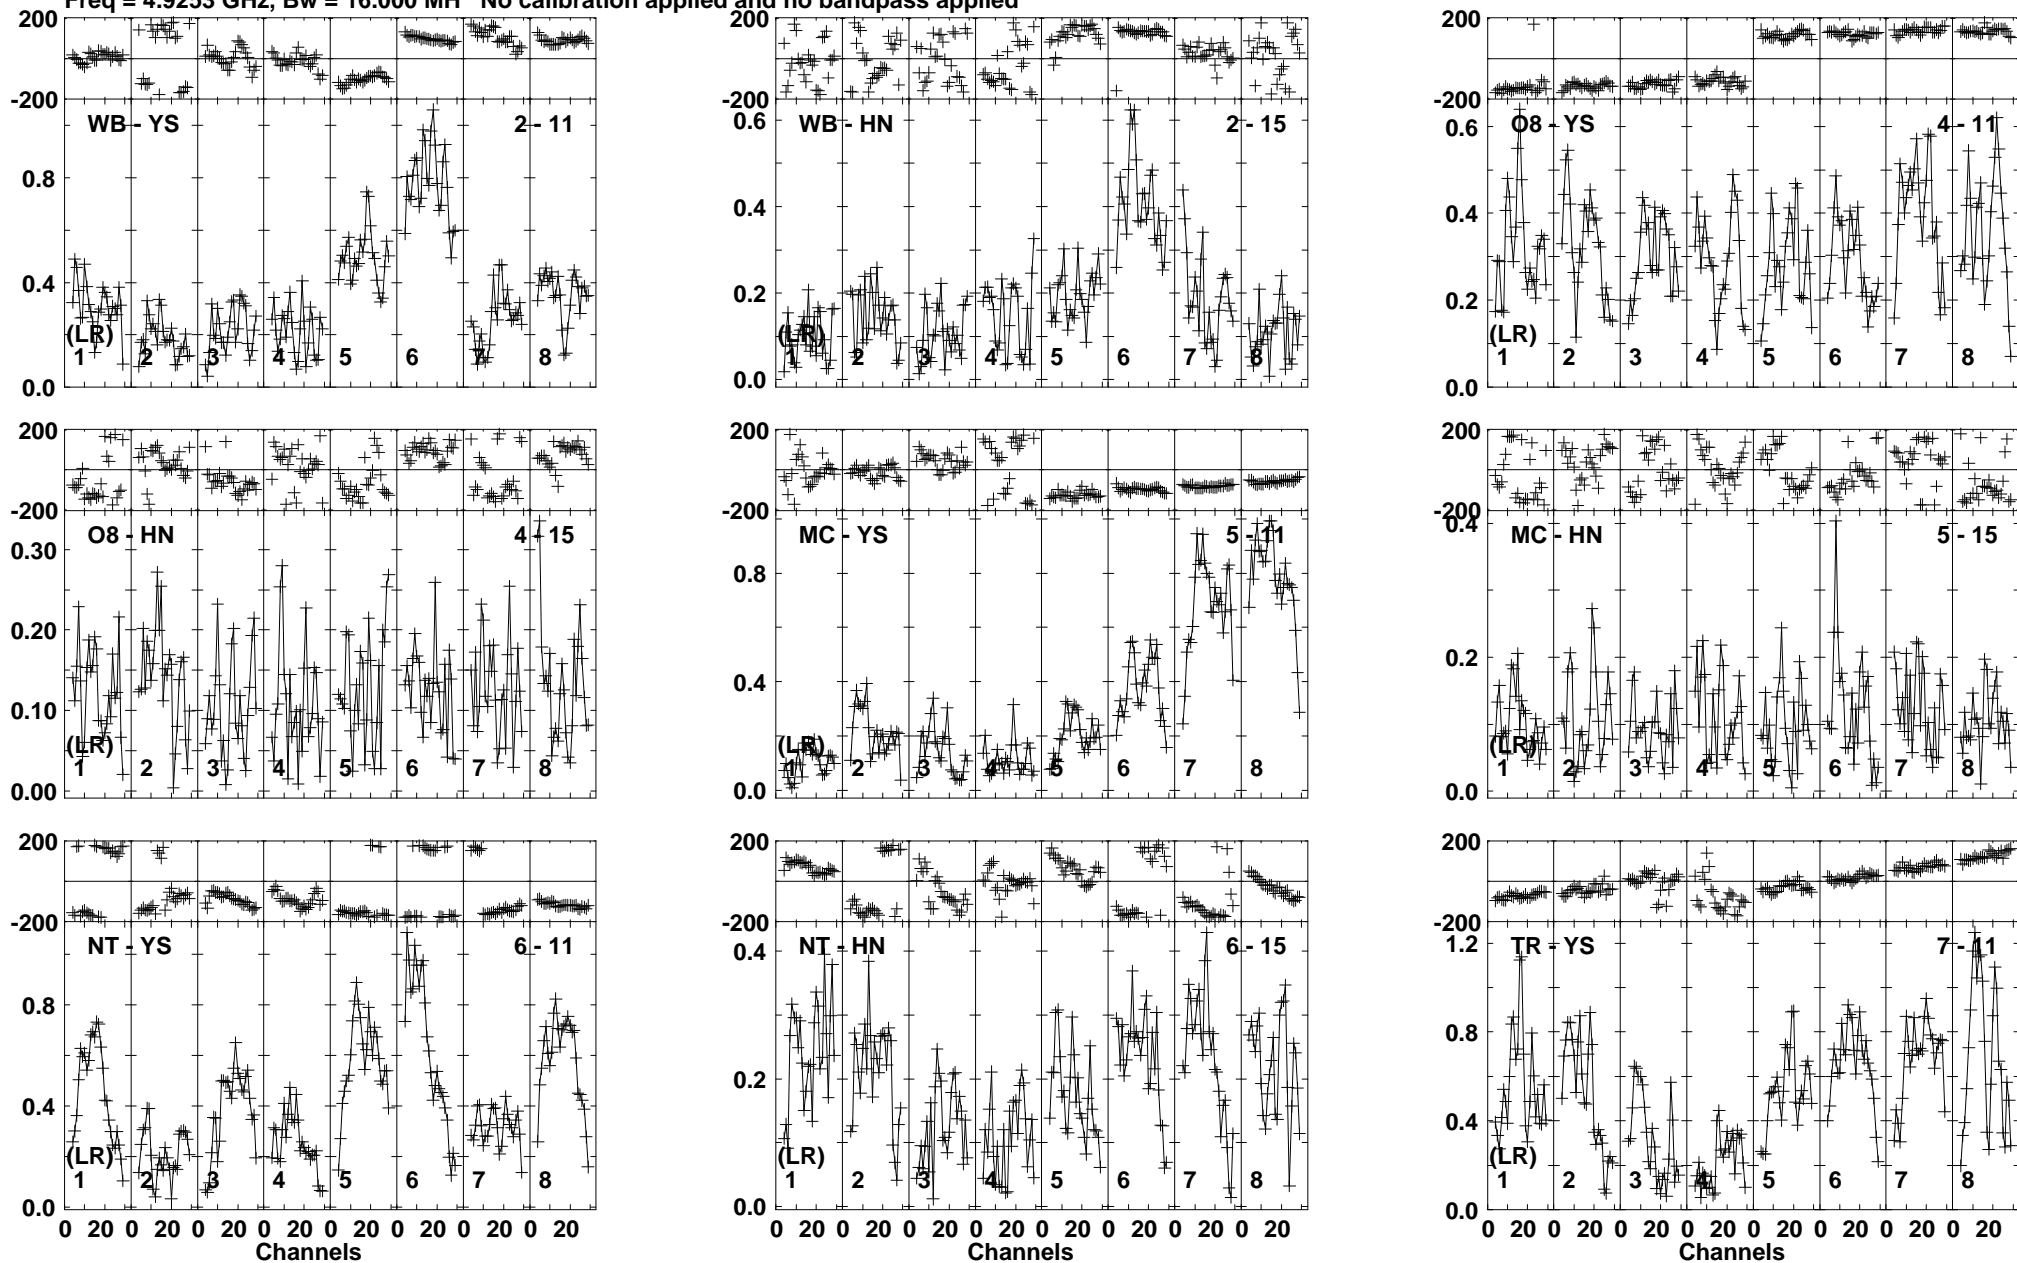 Freq = 4.9253 GHz, Bw = 16.000 MH No calibration applied and no bandpass applied
200 200 200
-200 -200 -200
WB - YS 2 - 11 WB - HN 2 - 15 O8 - YS 4 - 11
0.6 0.6
0.8
0.4 0.4
0.4
0.2 0.2
(LR) (LR) (LR)
1 2 3 4 5 6 7 8 1 2 3 4 5 6 7 8 1 2 3 4 5 6 7 8
0.0 0.0 0.0
200 200 200
-200 -200 -200
O8 - HN 4 - 15 MC - YS 5 - 11 MC - HN 5 - 15
0.4
0.30 0.8
0.20 0.2
0.4
0.10
(LR) (LR) (LR)
1 2 3 4 5 6 7 8 1 2 3 4 5 6 7 8 1 2 3 4 5 6 7 8
0.00 0.0 0.0
200 200 200
-200 -200 -200
NT - YS 6 - 11 NT - HN 6 - 15 TR - YS 7 - 11
0.4 1.2
0.8 0.8
0.2
0.4 0.4
(LR) (LR) (LR)
1 2 3 4 5 6 7 8 1 2 3 4 5 6 7 8 1 2 3 4 5 6 7 8
0.0 0.0 0.0
0 20 0 20 0 20 0 20 0 20 0 20 0 20 0 20 0 20 0 20 0 20 0 20 0 20 0 20 0 20 0 20 0 20 0 20 0 20 0 20 0 20 0 20 0 20 0 20
Channels Channels Channels